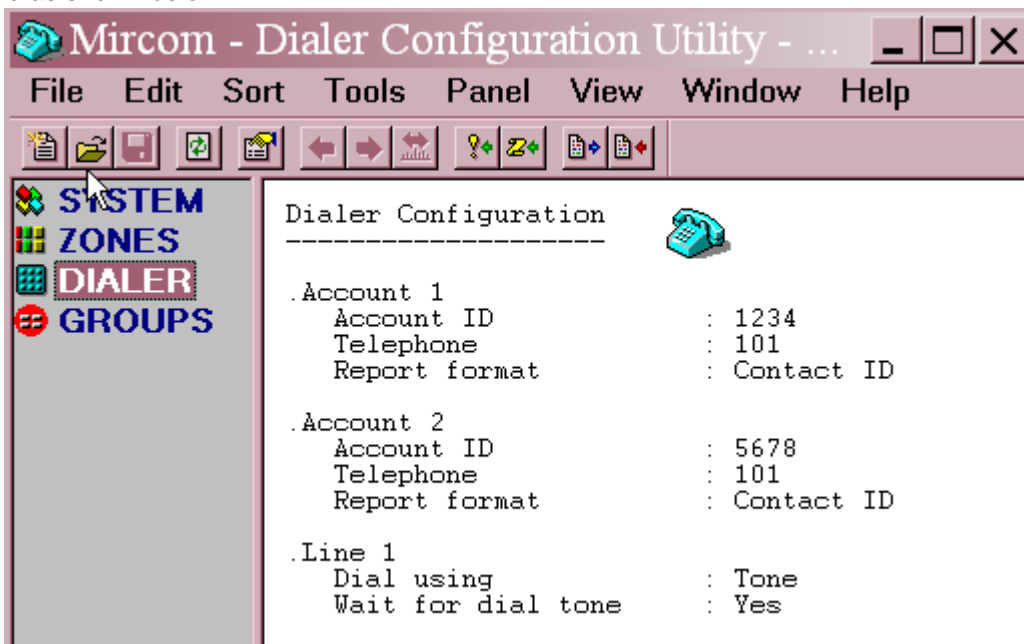 Mircom - Dialer Configuration Utility - ...
File Edit Sort Tools Panel View Window Help
SYSTEM
ZONES
DIALER
GROUPS
Dialer Configuration
--------------------
.Account 1
Account ID : 1234
Telephone : 101
Report format : Contact ID
.Account 2
Account ID : 5678
Telephone : 101
Report format : Contact ID
.Line 1
Dial using : Tone
Wait for dial tone : Yes